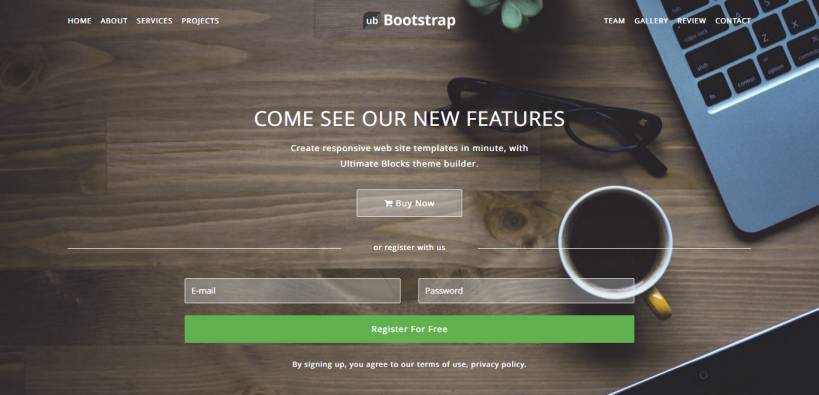 HOME ABOUT SERVICES PROJECTS ub Bootstrap TEAM GALLERY REVIEW CONTACT
COME SEE OUR NEW FEATURES
Create responsive web site templates in minute, with
Ultimate Blocks theme builder.
Buy Now
or register with us
E-mail Password
Register For Free
By signing up, you agree to our terms of use, privacy policy.